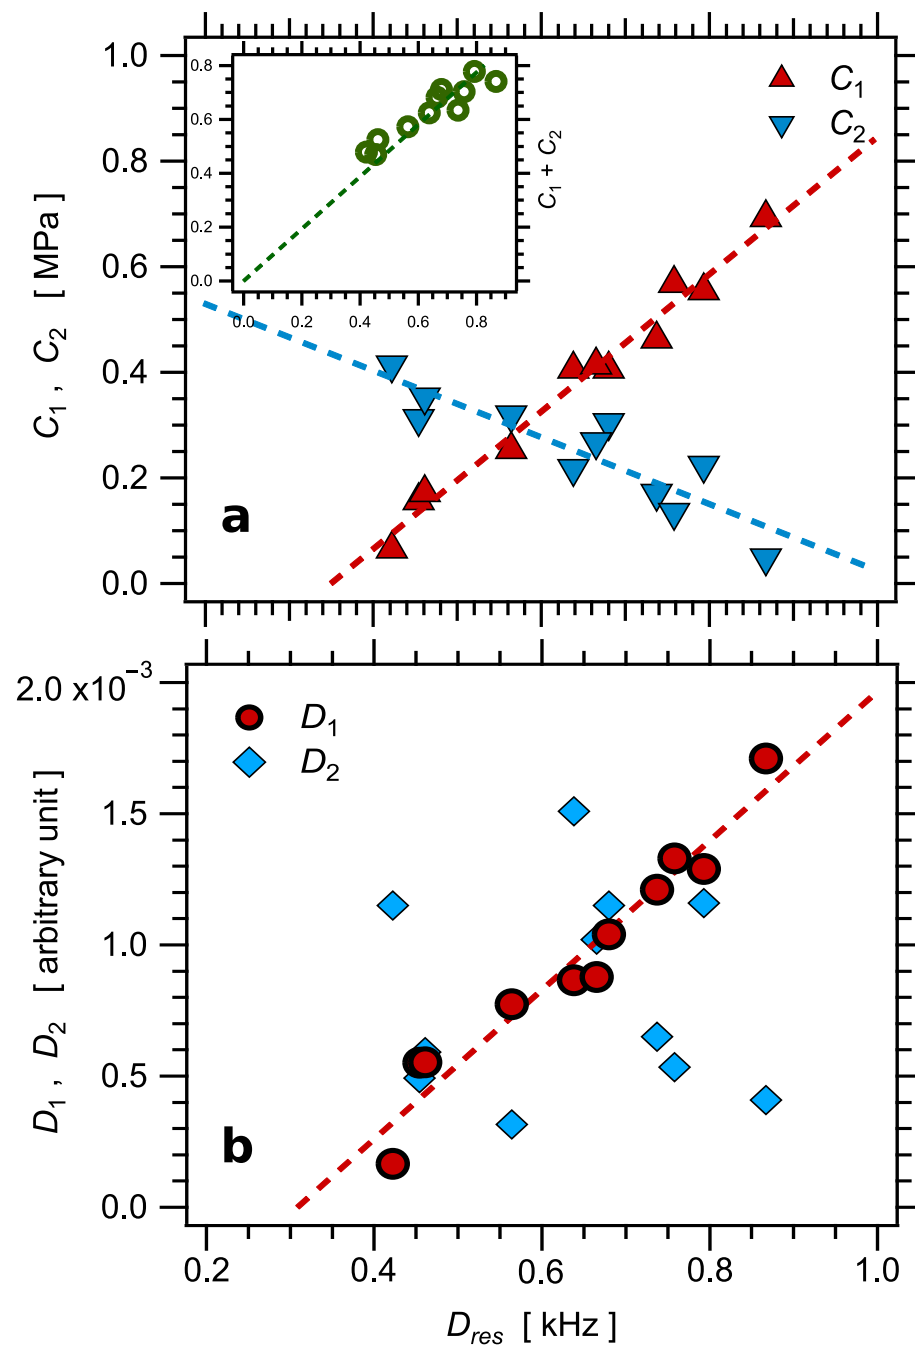 1.0
0.8
0.6
0.4
0.2
0.0
C1 , C2 [ MPa ]
C1
C2
0.8
0.6
0.4
0.2
0.0
0.0 0.2 0.4 0.6 0.8
C1 + C2
a
2.0 x10−3
1.5
1.0
0.5
0.0
D1 , D2 [ arbitrary unit ]
D1
D2
b
0.2 0.4 0.6 0.8 1.0
Dres [ kHz ]